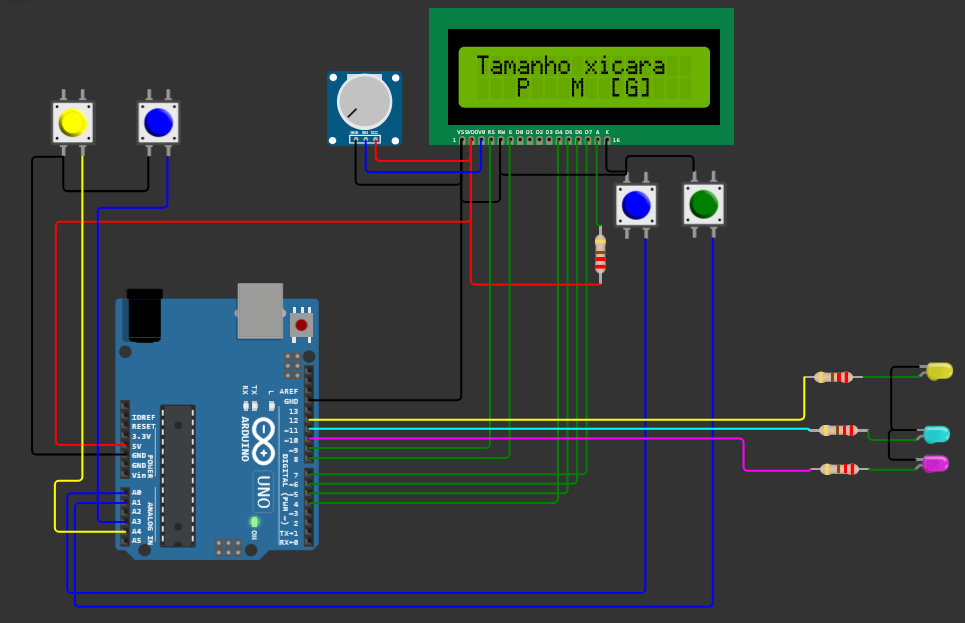 Tamanho xicara
P M [G]
VSS VDD V0 RS RW E D0 D1 D2 D3 D4 D5 D6 D7 A K
1 16
GND SIG VCC
RX TX L
AREF
GND
13
12
~11
~10
~9
8
7
~6
~5
4
~3
2
TX→1
RX←0
DIGITAL (PWM ~)
ARDUINO
UNO
ON
IOREF
RESET
3.3V
5V
GND
GND
Vin
POWER
A0
A1
A2
A3
A4
A5
ANALOG IN